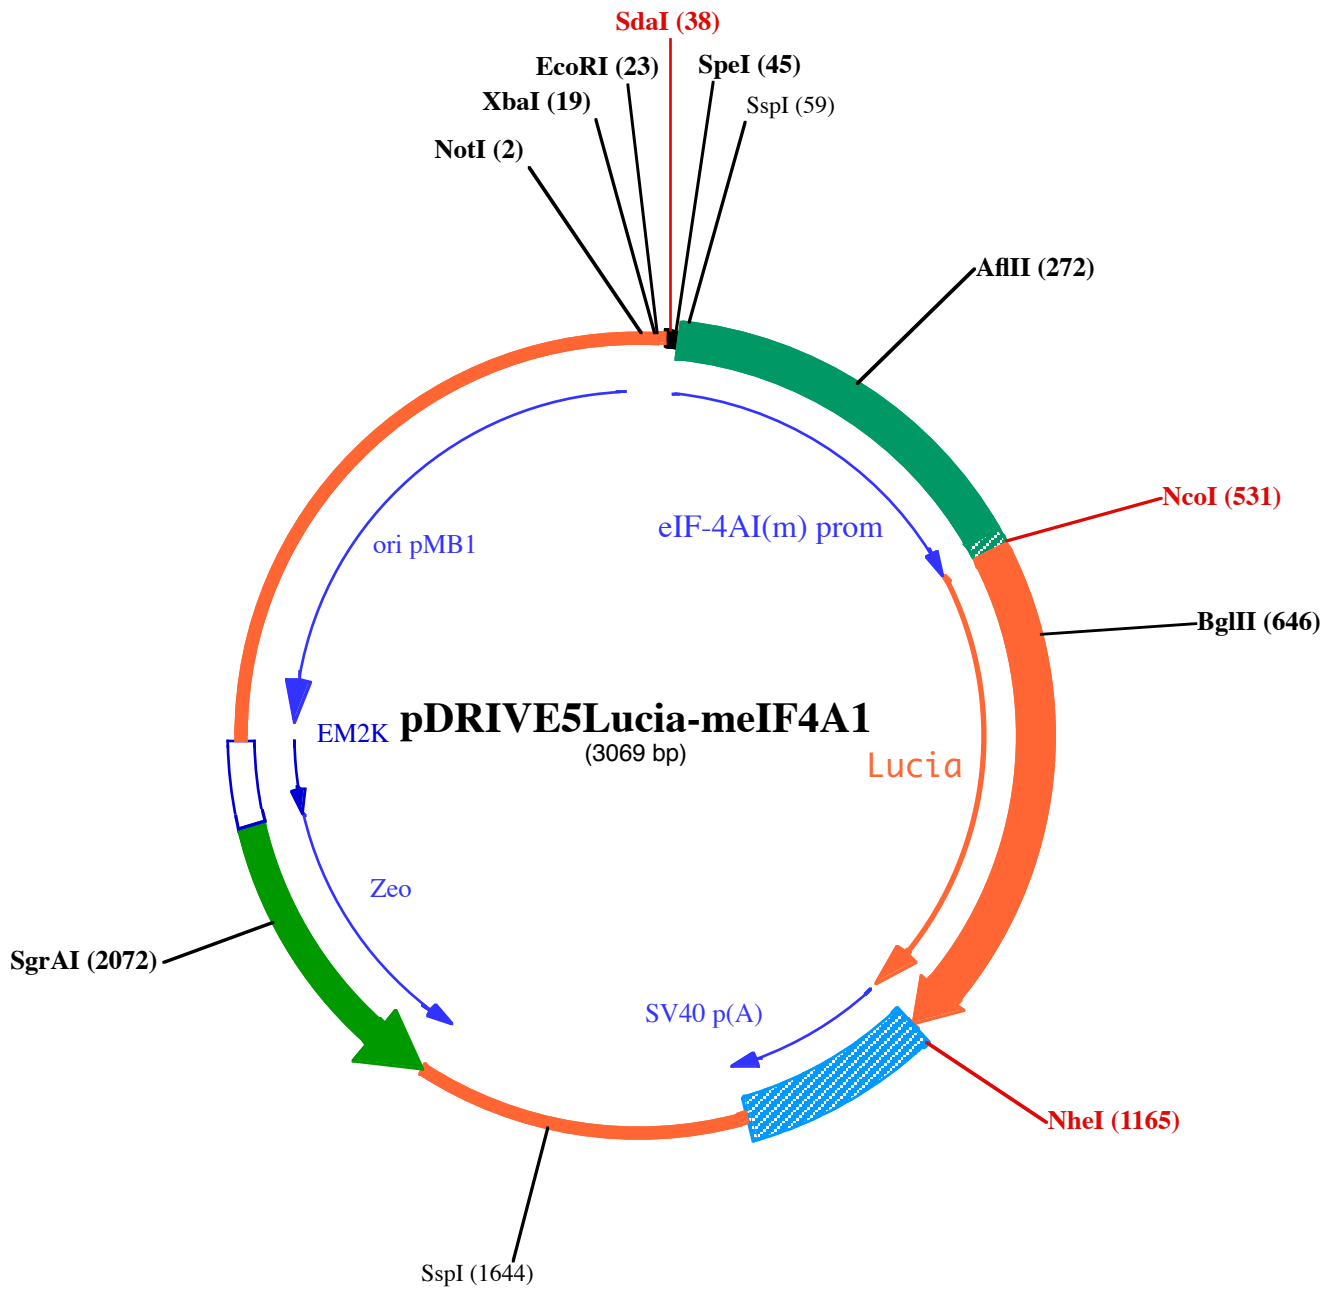 SdaI (38)
EcoRI (23)
SpeI (45)
XbaI (19)
SspI (59)
NotI (2)
AflII (272)
NcoI (531)
eIF-4AI(m) prom
ori pMB1
BglII (646)
pDRIVE5Lucia-meIF4A1
EM2K
(3069 bp)
Lucia
Zeo
SgrAI (2072)
SV40 p(A)
NheI (1165)
SspI (1644)